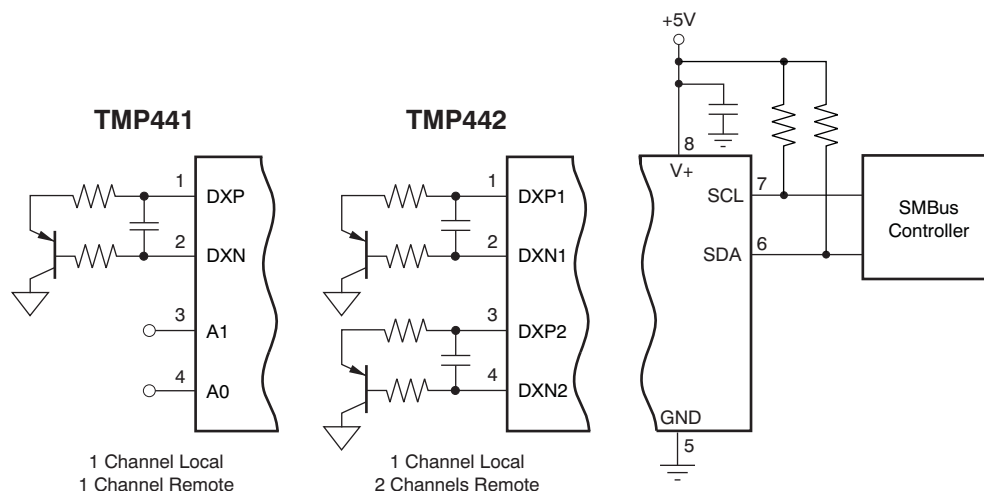 TMP441
1
DXP
2
DXN
3
A1
4
A0
1 Channel Local
1 Channel Remote
TMP442
1
DXP1
2
DXN1
3
DXP2
4
DXN2
1 Channel Local
2 Channels Remote
+5V
8
V+
SCL
7
SDA
6
GND
5
SMBus
Controller